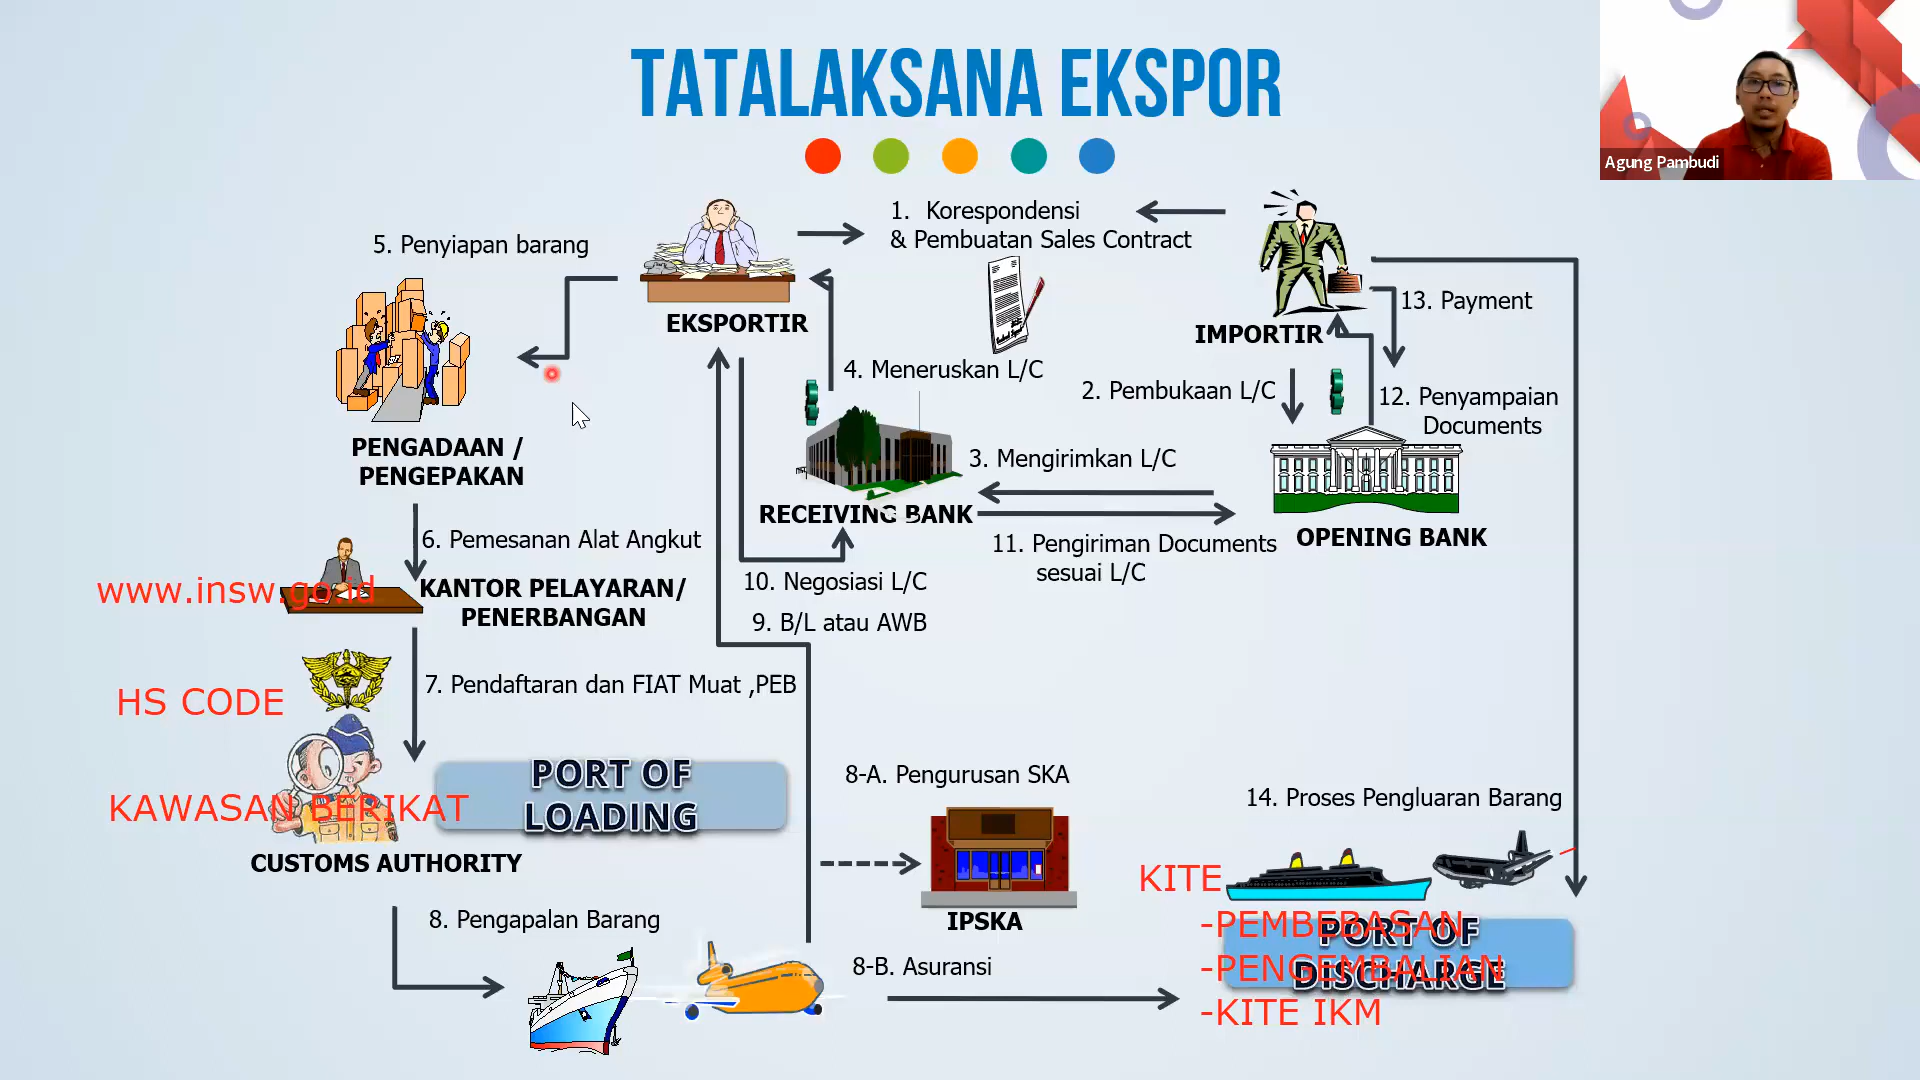 TATALAKSANA EKSPOR
Agung Pambudi
1. Korespondensi
& Pembuatan Sales Contract
5. Penyiapan barang
EKSPORTIR
IMPORTIR
13. Payment
4. Meneruskan L/C
2. Pembukaan L/C
12. Penyampaian
Documents
PENGADAAN /
PENGEPAKAN
3. Mengirimkan L/C
RECEIVING BANK
OPENING BANK
11. Pengiriman Documents
sesuai L/C
6. Pemesanan Alat Angkut
www.insw.go.id
KANTOR PELAYARAN/
PENERBANGAN
10. Negosiasi L/C
9. B/L atau AWB
7. Pendaftaran dan FIAT Muat ,PEB
HS CODE
PORT OF
LOADING
KAWASAN BERIKAT
CUSTOMS AUTHORITY
8-A. Pengurusan SKA
14. Proses Pengluaran Barang
IPSKA
KITE
-PEMBEBASAN
PORT OF
-PENGEMBALIAN
DISCHARGE
-KITE IKM
8. Pengapalan Barang
8-B. Asuransi